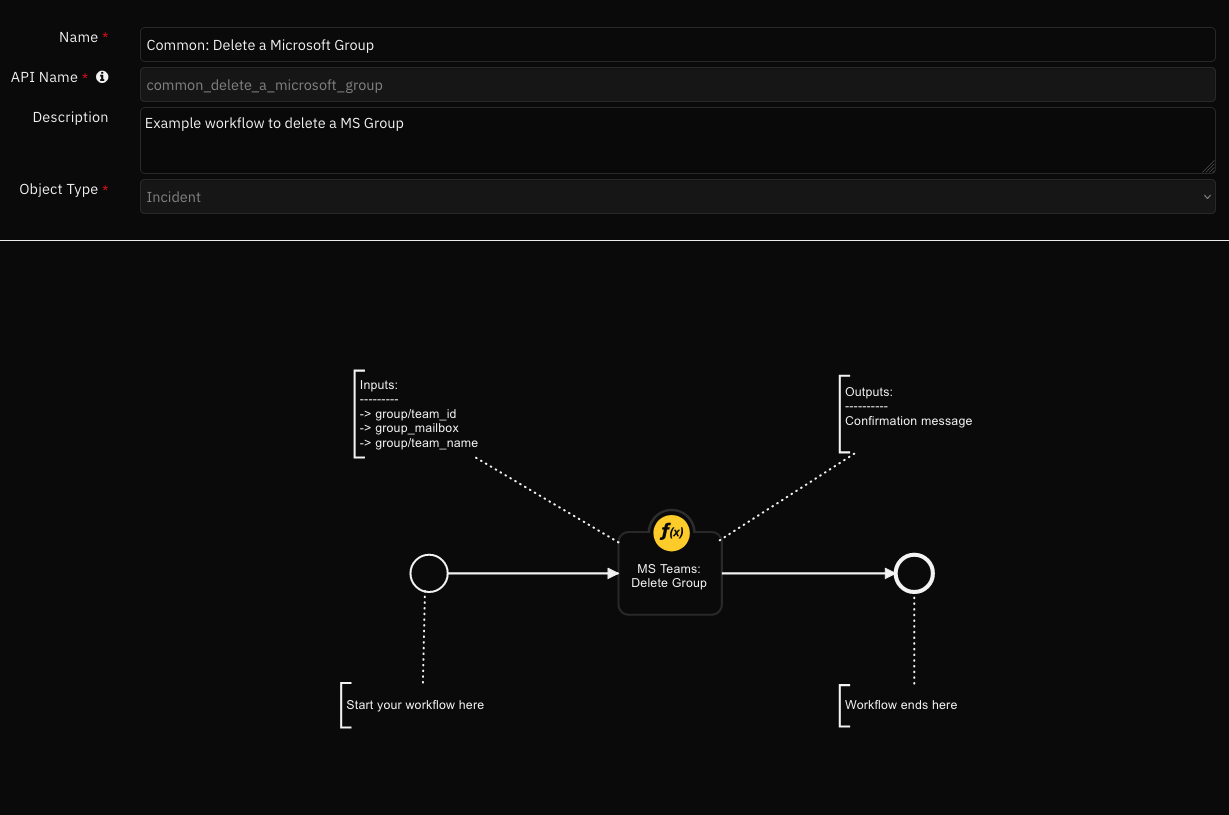 Name *
Common: Delete a Microsoft Group
API Name *
common_delete_a_microsoft_group
Description
Example workflow to delete a MS Group
Object Type *
Incident
Inputs:
---------
-> group/team_id
-> group_mailbox
-> group/team_name
Outputs:
----------
Confirmation message
f(x)
MS Teams:
Delete Group
Start your workflow here
Workflow ends here